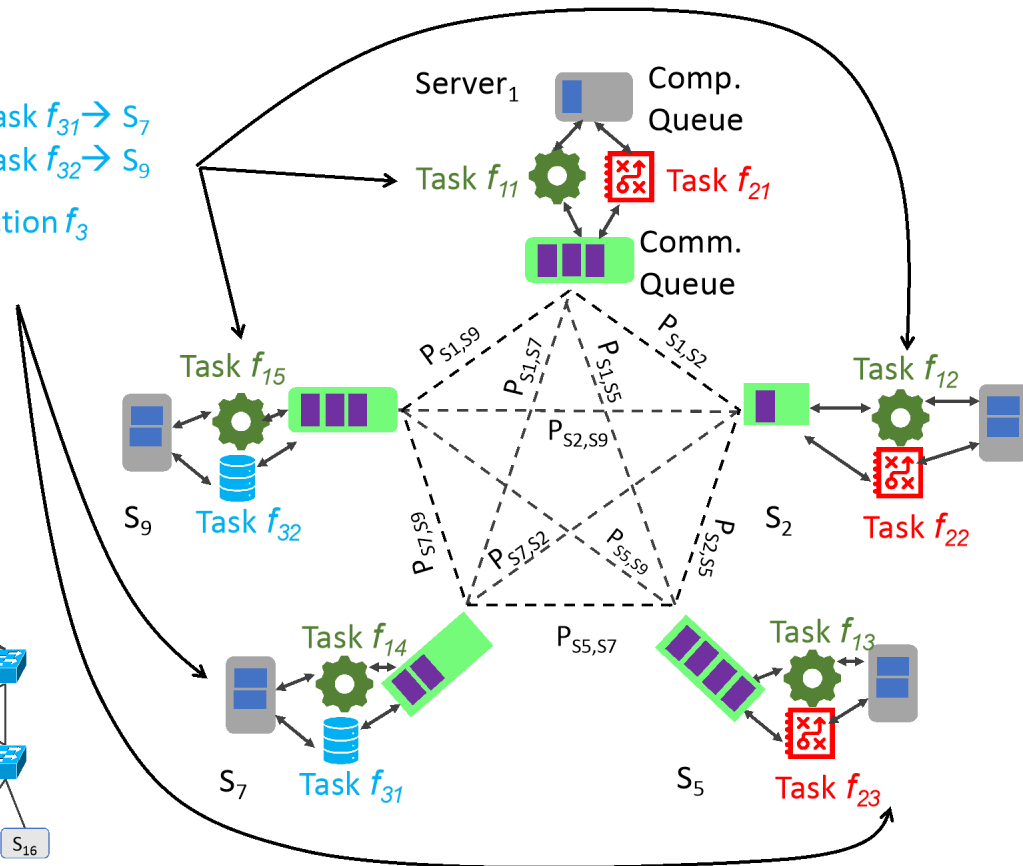 Server1
Comp.
Queue
ask f31→ S7
ask f32→ S9
ction f3
Task f11
Task f21
Comm.
Queue
PS1,S9
PS1,S7
PS1,S5
PS1,S2
Task f15
Task f12
PS2,S9
S9
Task f32
S2
Task f22
PS7,S9
PS7,S2
PS5,S9
PS2,S5
Task f14
PS5,S7
Task f13
S7
Task f31
S5
Task f23
S16